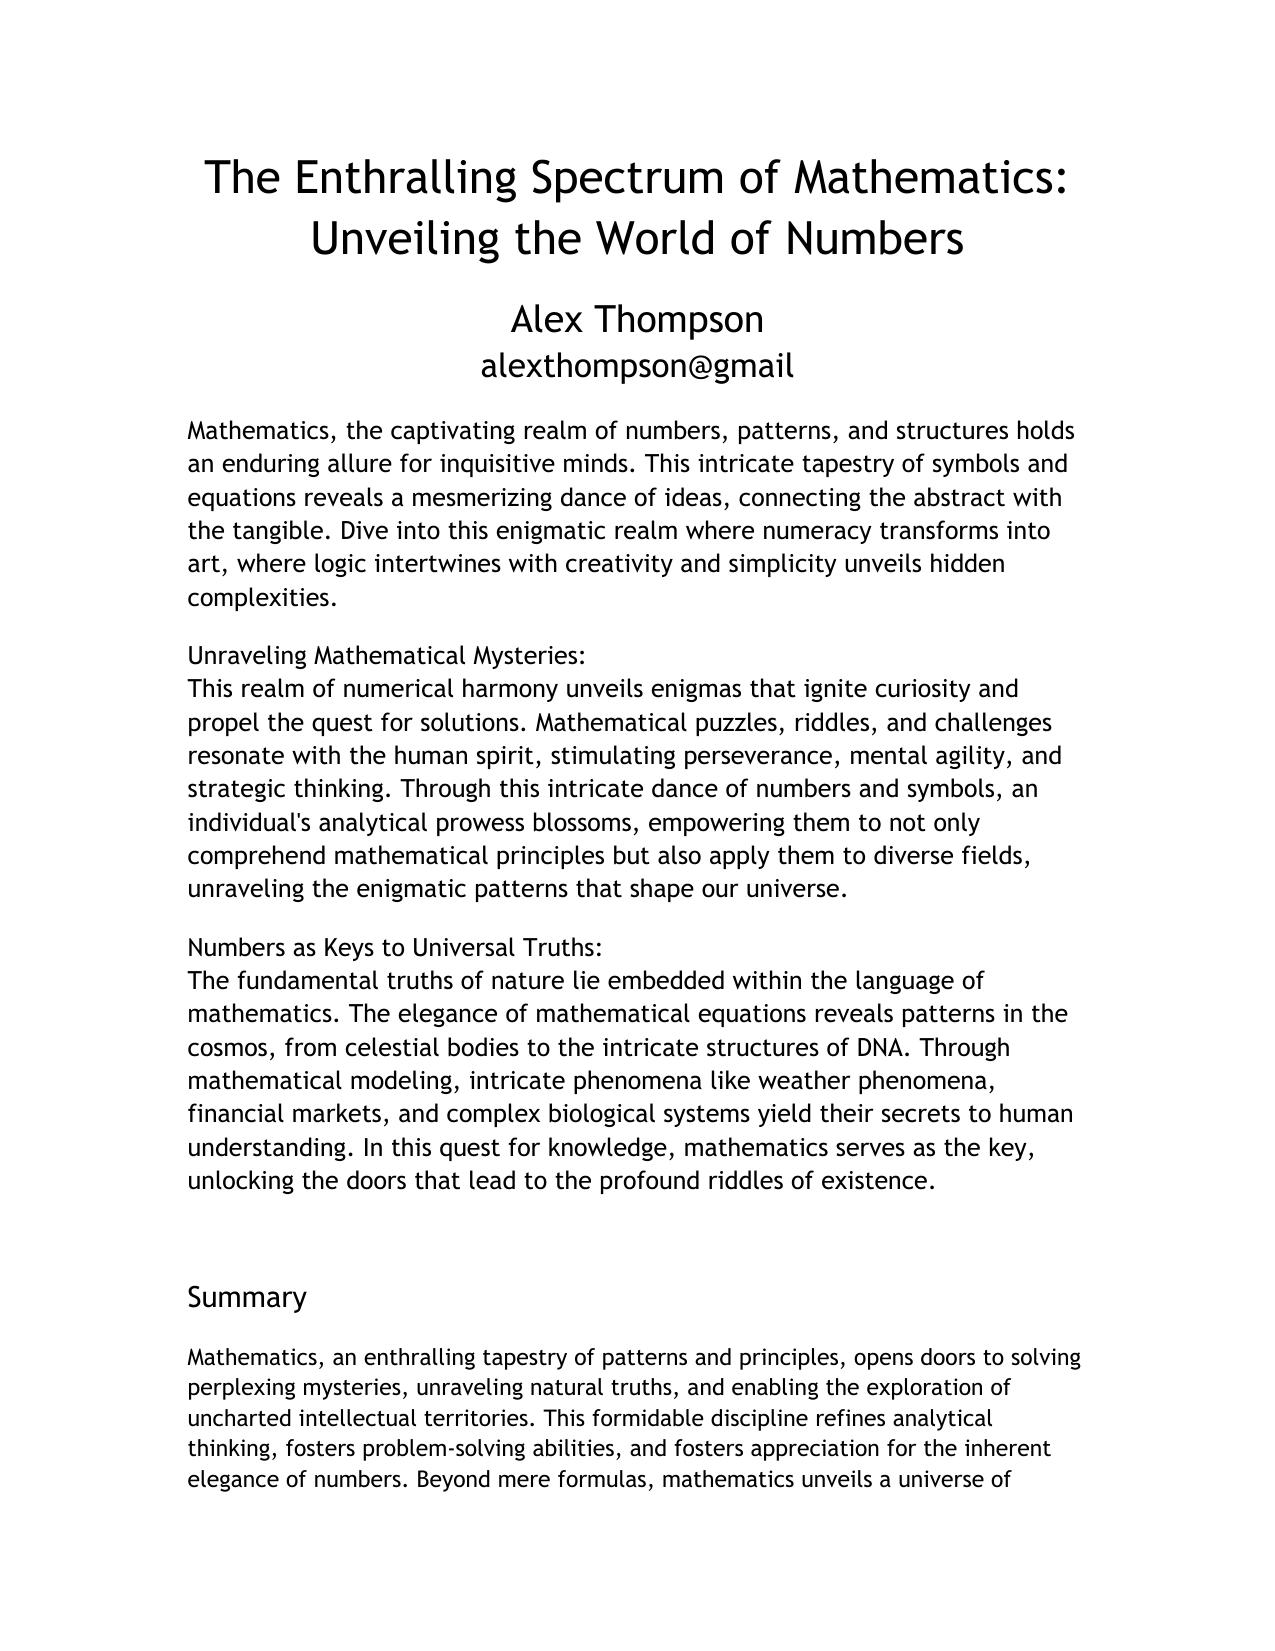 The Enthralling Spectrum of Mathematics:
Unveiling the World of Numbers
Alex Thompson
alexthompson@gmail
Mathematics, the captivating realm of numbers, patterns, and structures holds
an enduring allure for inquisitive minds. This intricate tapestry of symbols and
equations reveals a mesmerizing dance of ideas, connecting the abstract with
the tangible. Dive into this enigmatic realm where numeracy transforms into
art, where logic intertwines with creativity and simplicity unveils hidden
complexities.
Unraveling Mathematical Mysteries:
This realm of numerical harmony unveils enigmas that ignite curiosity and
propel the quest for solutions. Mathematical puzzles, riddles, and challenges
resonate with the human spirit, stimulating perseverance, mental agility, and
strategic thinking. Through this intricate dance of numbers and symbols, an
individual's analytical prowess blossoms, empowering them to not only
comprehend mathematical principles but also apply them to diverse fields,
unraveling the enigmatic patterns that shape our universe.
Numbers as Keys to Universal Truths:
The fundamental truths of nature lie embedded within the language of
mathematics. The elegance of mathematical equations reveals patterns in the
cosmos, from celestial bodies to the intricate structures of DNA. Through
mathematical modeling, intricate phenomena like weather phenomena,
financial markets, and complex biological systems yield their secrets to human
understanding. In this quest for knowledge, mathematics serves as the key,
unlocking the doors that lead to the profound riddles of existence.
Summary
Mathematics, an enthralling tapestry of patterns and principles, opens doors to solving
perplexing mysteries, unraveling natural truths, and enabling the exploration of
uncharted intellectual territories. This formidable discipline refines analytical
thinking, fosters problem-solving abilities, and fosters appreciation for the inherent
elegance of numbers. Beyond mere formulas, mathematics unveils a universe of